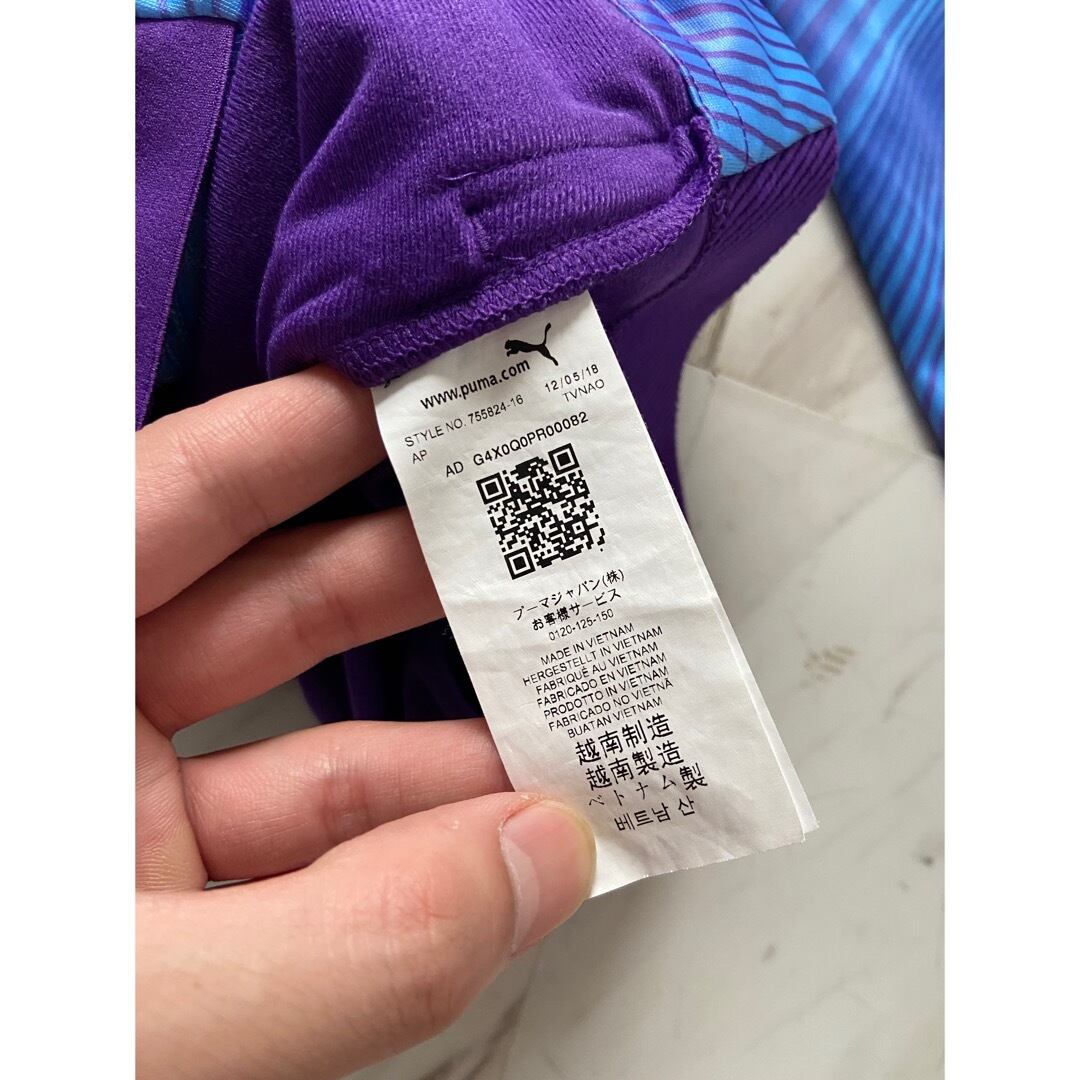 www.puma.com
STYLE NO. 755824-16 12/05/18
AP TVNAO
AD G4X0Q0PR00082
プーマジャパン(株)
お客様サービス
0120-125-150
MADE IN VIETNAM
HERGESTELLT IN VIETNAM
FABRIQUÉ AU VIETNAM
FABRICADO EN VIETNAM
PRODOTTO IN VIETNAM
FABRICADO NO VIETNÃ
BUATAN VIETNAM
越南制造
越南製造
ベトナム製
베트남 산